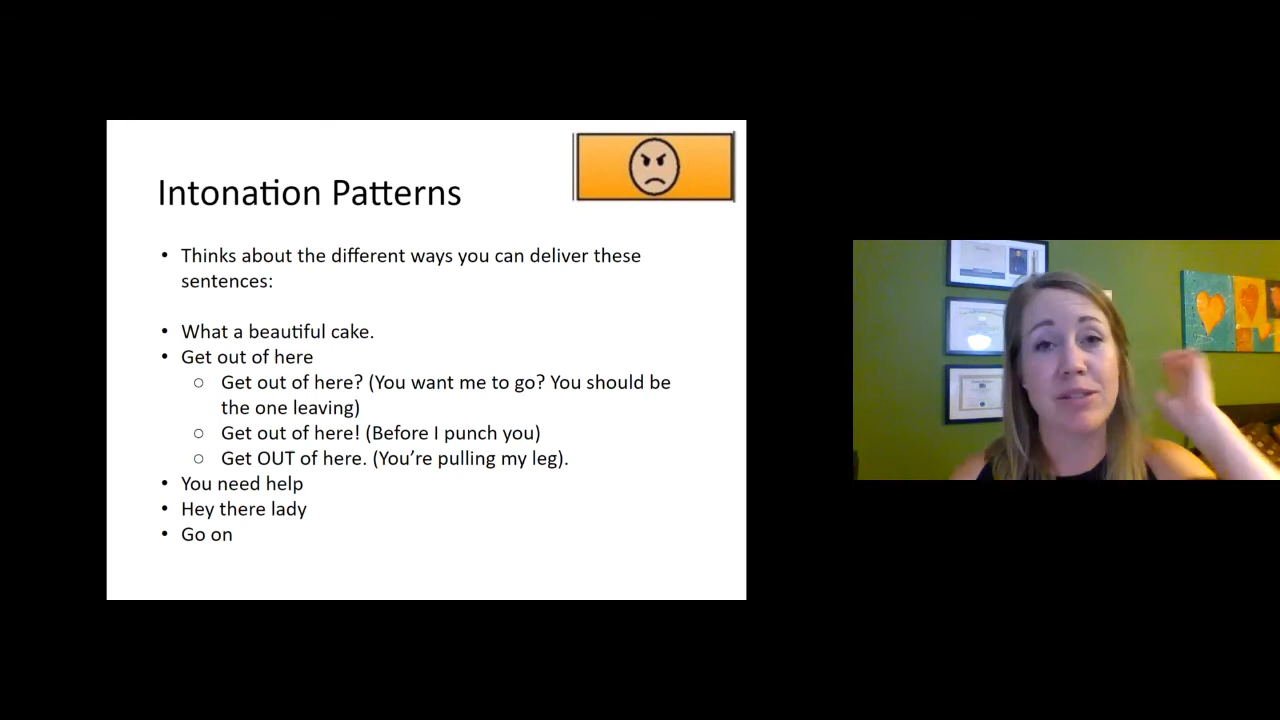 Intonation Patterns
• Thinks about the different ways you can deliver these
sentences:
• What a beautiful cake.
• Get out of here
○ Get out of here? (You want me to go? You should be
the one leaving)
○ Get out of here! (Before I punch you)
○ Get OUT of here. (You're pulling my leg).
• You need help
• Hey there lady
• Go on